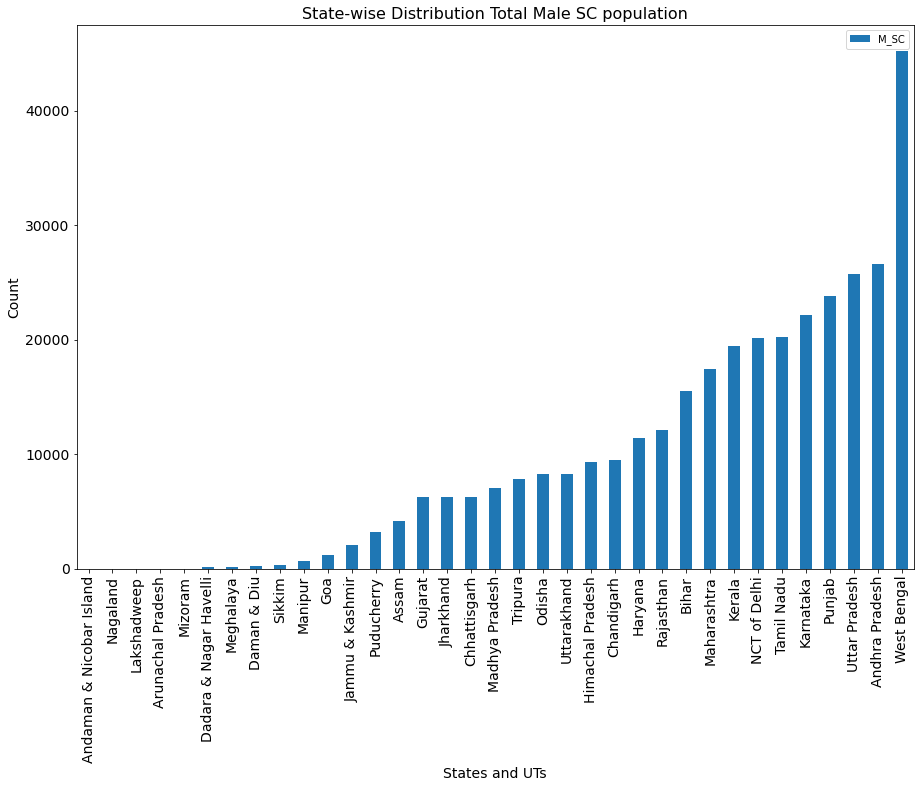 State-wise Distribution Total Male SC population
M_SC
Count
40000
30000
20000
10000
0
Andaman & Nicobar Island
Nagaland
Lakshadweep
Arunachal Pradesh
Mizoram
Dadara & Nagar Havelli
Meghalaya
Daman & Diu
Sikkim
Manipur
Goa
Jammu & Kashmir
Puducherry
Assam
Gujarat
Jharkhand
Chhattisgarh
Madhya Pradesh
Tripura
Odisha
Uttarakhand
Himachal Pradesh
Chandigarh
Haryana
Rajasthan
Bihar
Maharashtra
Kerala
NCT of Delhi
Tamil Nadu
Karnataka
Punjab
Uttar Pradesh
Andhra Pradesh
West Bengal
States and UTs